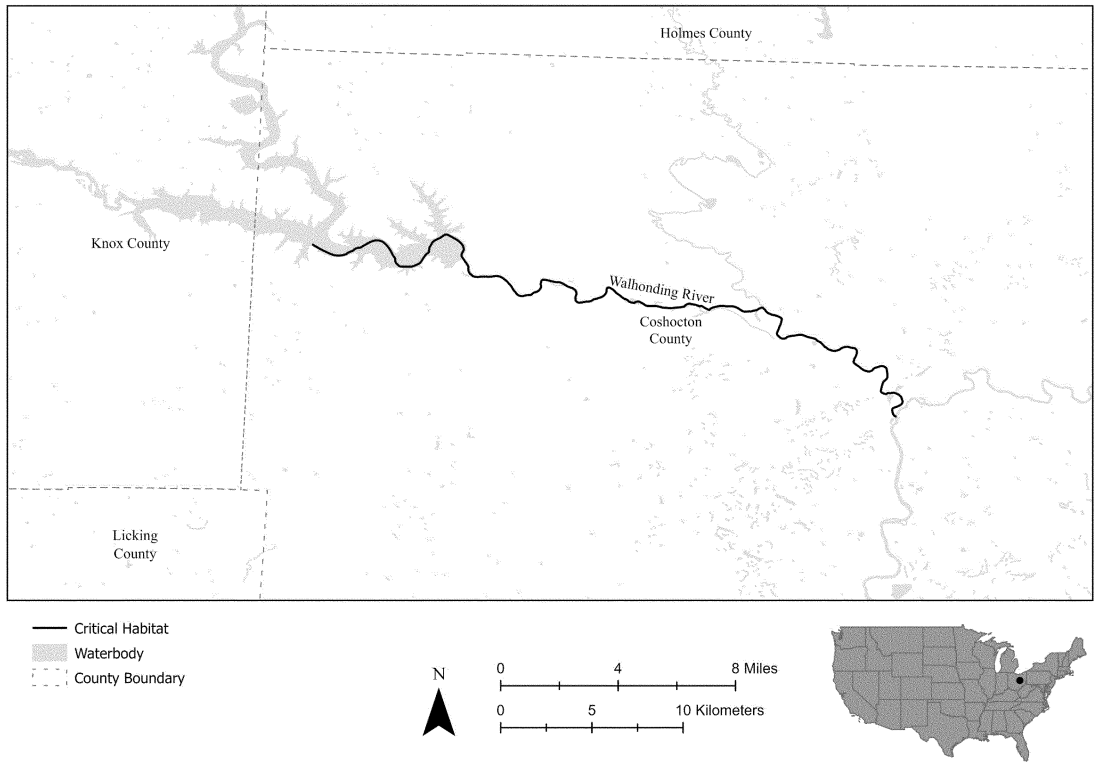 Holmes County
Knox County
Walhonding River
Coshocton
County
Licking
County
Critical Habitat
Waterbody
County Boundary
N
0 4 8 Miles
0 5 10 Kilometers